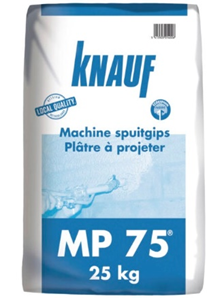 KNAUF
LOCAL QUALITY
Machine spuitgips
Plâtre à projeter
MP 75®
25 kg